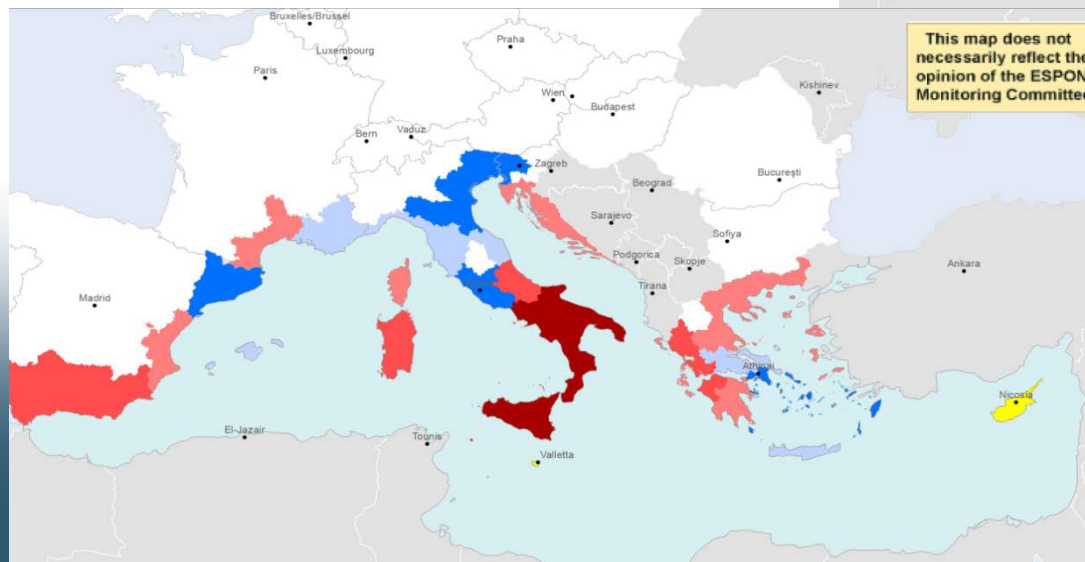 Bruxelles/Brussel
This map does not
necessarily reflect the
opinion of the ESPON
Monitoring Committee
Praha
Luxembourg
Paris
Kishinev
Wien
Budapest
Vaduz
Bern
Zagreb
Bucureşti
Beograd
Sarajevo
Sofiya
Podgorica
Skopje
Ankara
Tirana
Madrid
Athinai
Nicosia
El-Jazair
Tounis
Valletta